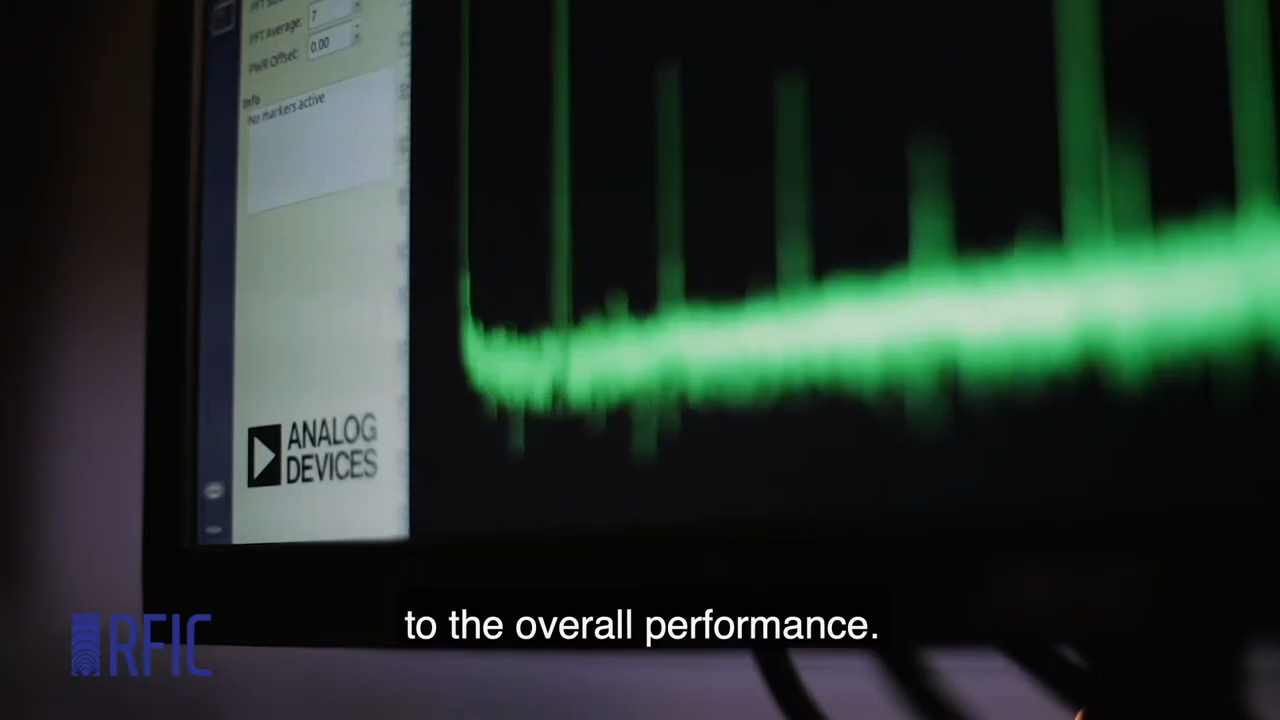 FFT Average: 7
PWR Offset: 0.00
Info
No markers active
ANALOG
DEVICES
to the overall performance.
RFIC